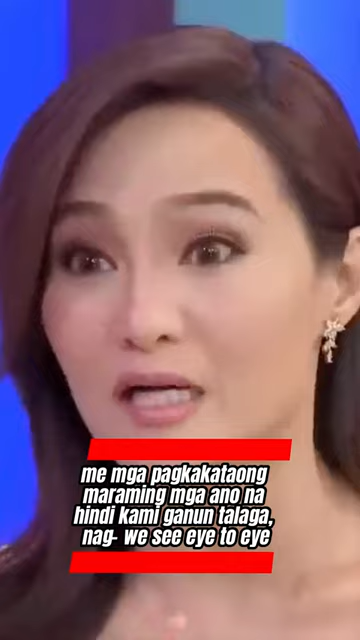 me mga pagkakataong
maraming mga ano na
hindi kami ganun talaga,
nag- we see eye to eye